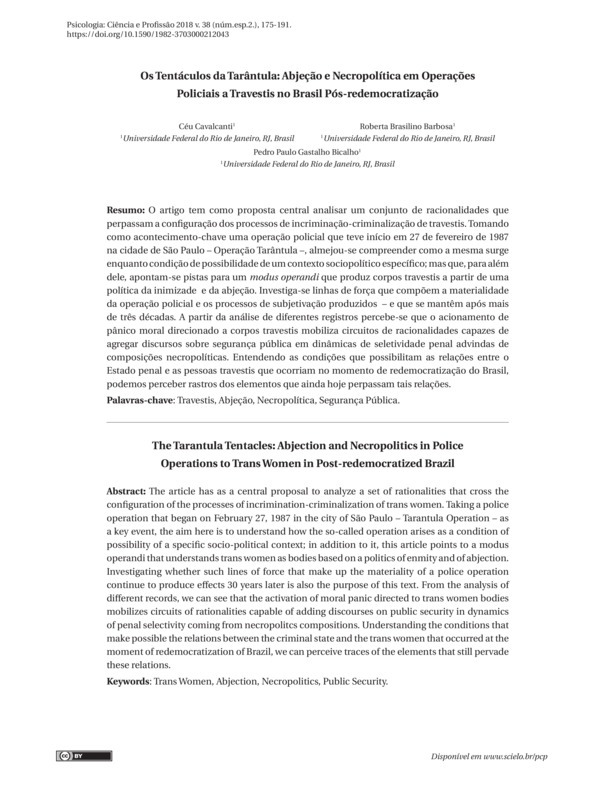 Psicologia: Ciência e Profissão 2018 v. 38 (núm.esp.2.), 175-191.
https://doi.org/10.1590/1982-3703000212043
Os Tentáculos da Tarântula: Abjeção e Necropolítica em Operações
Policiais a Travestis no Brasil Pós-redemocratização
Céu Cavalcanti¹
¹Universidade Federal do Rio de Janeiro, RJ, Brasil
Roberta Brasilino Barbosa¹
¹Universidade Federal do Rio de Janeiro, RJ, Brasil
Pedro Paulo Gastalho Bicalho¹
¹Universidade Federal do Rio de Janeiro, RJ, Brasil
Resumo: O artigo tem como proposta central analisar um conjunto de racionalidades que
perpassam a configuração dos processos de incriminação-criminalização de travestis. Tomando
como acontecimento-chave uma operação policial que teve início em 27 de fevereiro de 1987
na cidade de São Paulo – Operação Tarântula –, almejou-se compreender como a mesma surge
enquanto condição de possibilidade de um contexto sociopolítico específico; mas que, para além
dele, apontam-se pistas para um modus operandi que produz corpos travestis a partir de uma
política da inimizade e da abjeção. Investiga-se linhas de força que compõem a materialidade
da operação policial e os processos de subjetivação produzidos – e que se mantêm após mais
de três décadas. A partir da análise de diferentes registros percebe-se que o acionamento de
pânico moral direcionado a corpos travestis mobiliza circuitos de racionalidades capazes de
agregar discursos sobre segurança pública em dinâmicas de seletividade penal advindas de
composições necropolíticas. Entendendo as condições que possibilitam as relações entre o
Estado penal e as pessoas travestis que ocorriam no momento de redemocratização do Brasil,
podemos perceber rastros dos elementos que ainda hoje perpassam tais relações.
Palavras-chave: Travestis, Abjeção, Necropolítica, Segurança Pública.
The Tarantula Tentacles: Abjection and Necropolitics in Police
Operations to Trans Women in Post-redemocratized Brazil
Abstract: The article has as a central proposal to analyze a set of rationalities that cross the
configuration of the processes of incrimination-criminalization of trans women. Taking a police
operation that began on February 27, 1987 in the city of São Paulo – Tarantula Operation – as
a key event, the aim here is to understand how the so-called operation arises as a condition of
possibility of a specific socio-political context; in addition to it, this article points to a modus
operandi that understands trans women as bodies based on a politics of enmity and of abjection.
Investigating whether such lines of force that make up the materiality of a police operation
continue to produce effects 30 years later is also the purpose of this text. From the analysis of
different records, we can see that the activation of moral panic directed to trans women bodies
mobilizes circuits of rationalities capable of adding discourses on public security in dynamics
of penal selectivity coming from necropolitcs compositions. Understanding the conditions that
make possible the relations between the criminal state and the trans women that occurred at the
moment of redemocratization of Brazil, we can perceive traces of the elements that still pervade
these relations.
Keywords: Trans Women, Abjection, Necropolitics, Public Security.
cc BY
Disponível em www.scielo/pcp